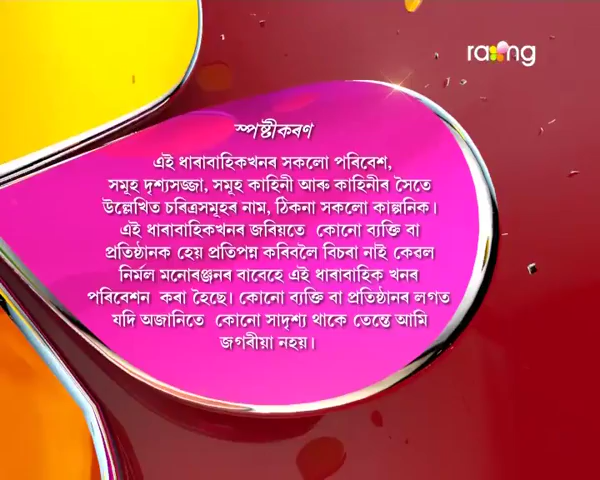 rang
স্পষ্টীকৰণ
এই ধাৰাবাহিকখনৰ সকলো পৰিবেশ,
সমূহ দৃশ্যসজ্জা, সমূহ কাহিনী আৰু কাহিনীৰ সৈতে
উল্লেখিত চৰিত্ৰসমূহৰ নাম, ঠিকনা সকলো কাল্পনিক।
এই ধাৰাবাহিকখনৰ জৰিয়তে কোনো ব্যক্তি বা
প্ৰতিষ্ঠানক হেয় প্ৰতিপন্ন কৰিবলৈ বিচৰা নাই কেৱল
নিৰ্মল মনোৰঞ্জনৰ বাবেহে এই ধাৰাবাহিক খনৰ
পৰিবেশন কৰা হৈছে। কোনো ব্যক্তি বা প্ৰতিষ্ঠানৰ লগত
যদি অজানিতে কোনো সাদৃশ্য থাকে তেন্তে আমি
জগৰীয়া নহয়।